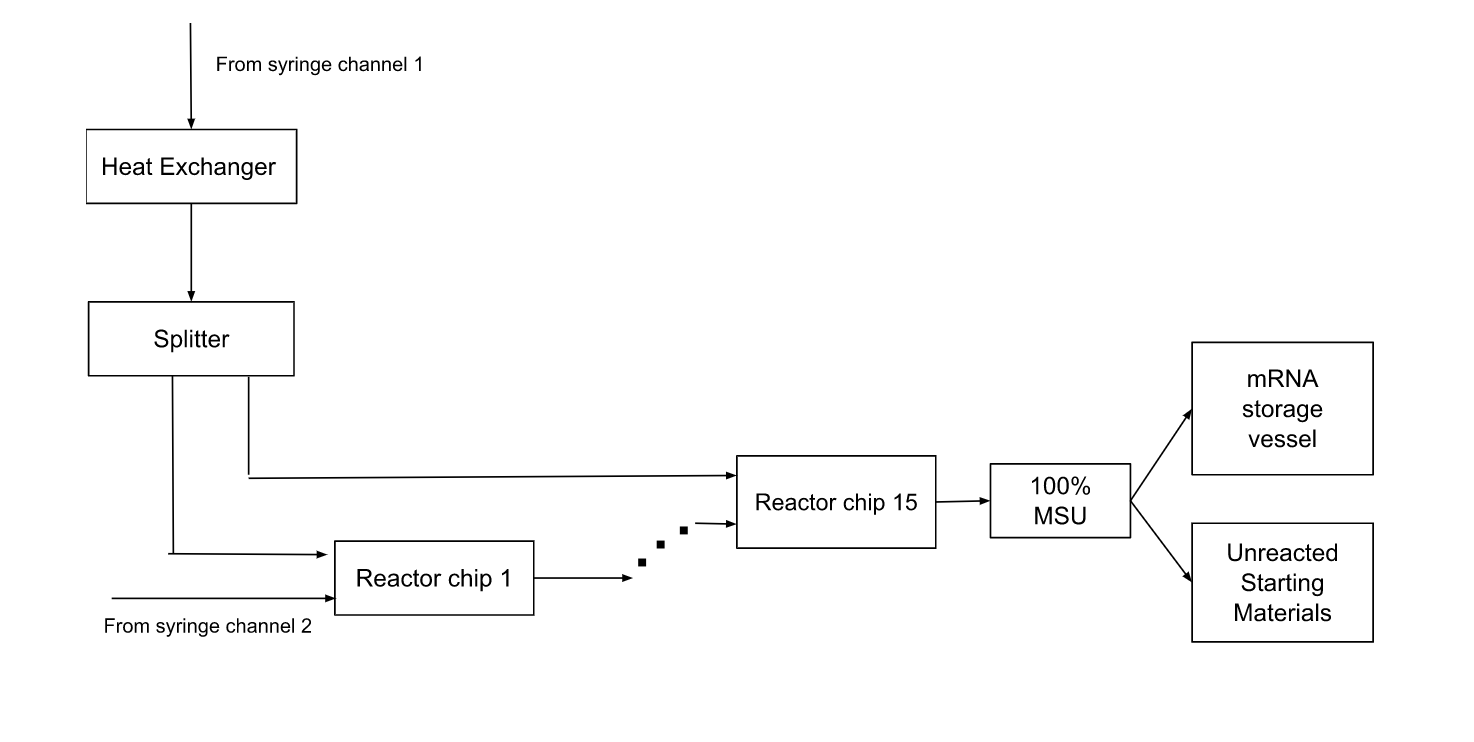 From syringe channel 1
Heat Exchanger
Splitter
mRNA
storage
vessel
Reactor chip 15
100%
MSU
Unreacted
Starting
Materials
Reactor chip 1
From syringe channel 2